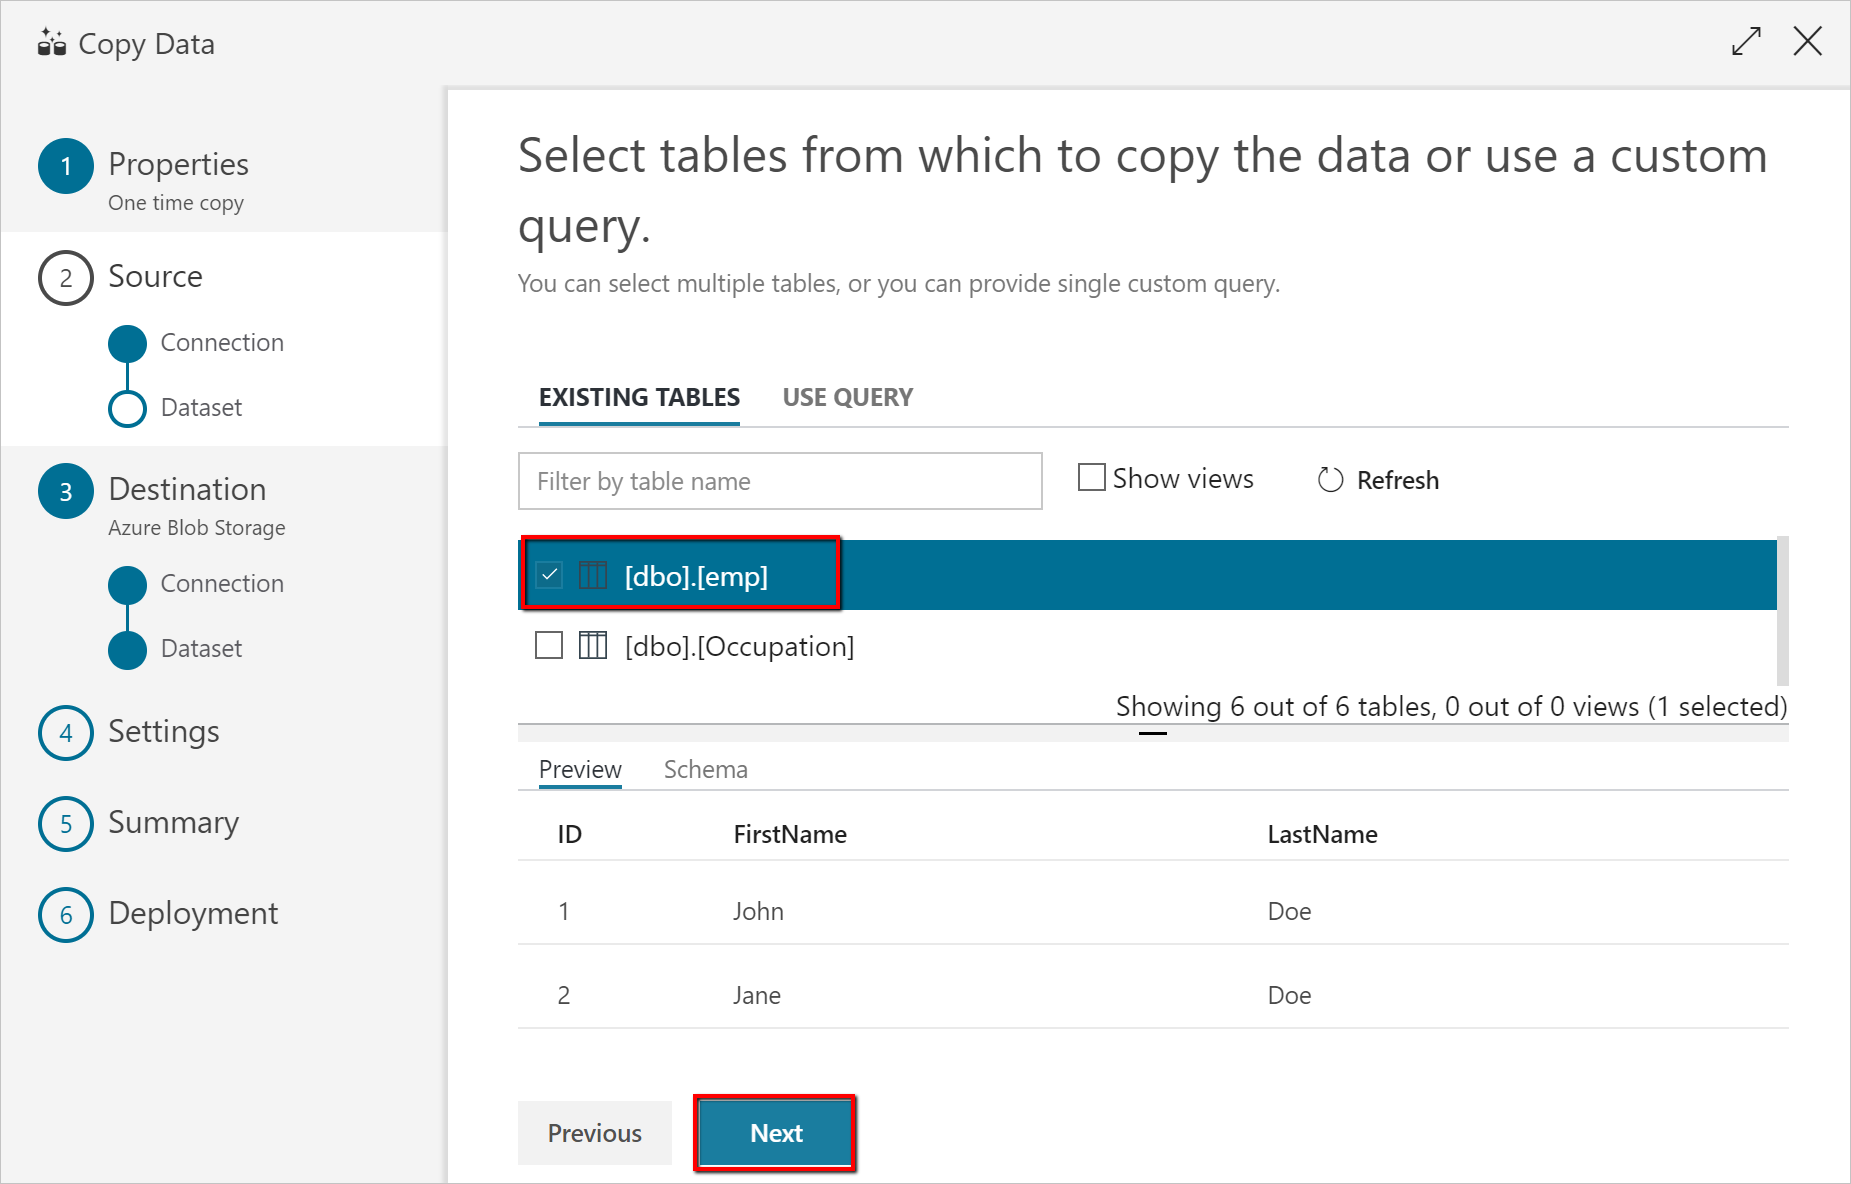 Copy Data
1 Properties
One time copy
2 Source
Connection
Dataset
3 Destination
Azure Blob Storage
Connection
Dataset
4 Settings
5 Summary
6 Deployment
Select tables from which to copy the data or use a custom
query.
You can select multiple tables, or you can provide single custom query.
EXISTING TABLES USE QUERY
Filter by table name Show views Refresh
[dbo].[emp]
[dbo].[Occupation]
Showing 6 out of 6 tables, 0 out of 0 views (1 selected)
Preview Schema
ID FirstName LastName
1 John Doe
2 Jane Doe
Previous Next